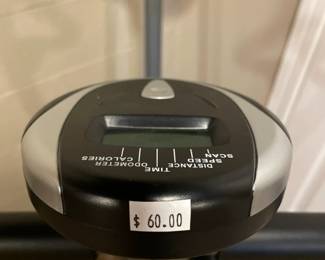 SCAN
SPEED
DISTANCE
TIME
ODOMETER
CALORIES
$ 60.00